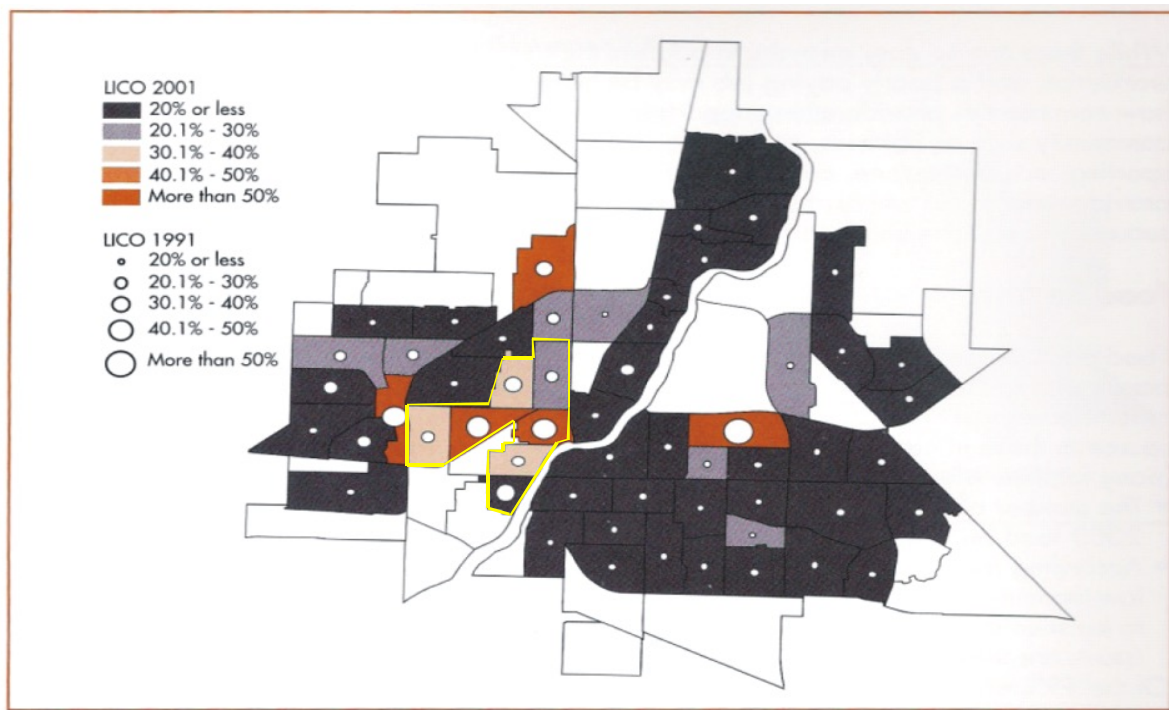 LICO 2001
20% or less
20.1% - 30%
30.1% - 40%
40.1% - 50%
More than 50%
LICO 1991
20% or less
20.1% - 30%
30.1% - 40%
40.1% - 50%
More than 50%